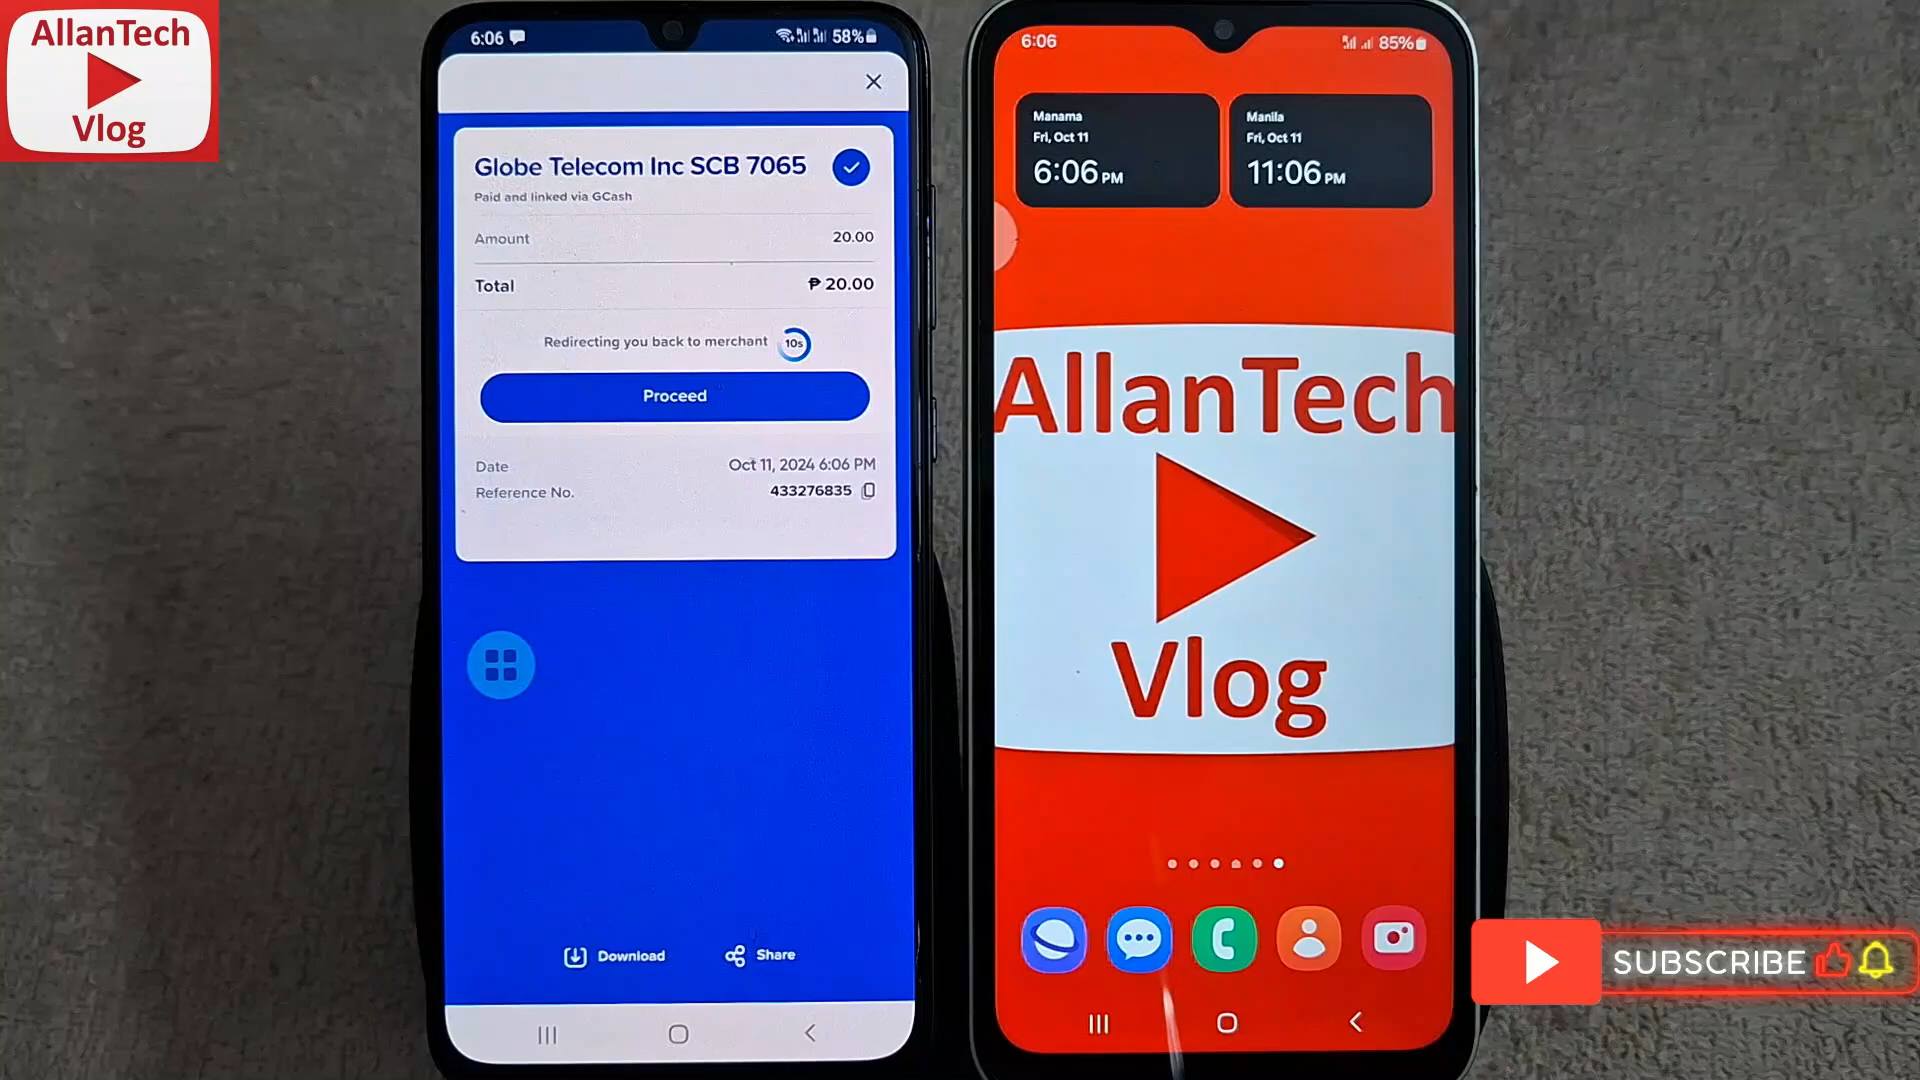 AllanTech
Vlog
6:06
58%
Globe Telecom Inc SCB 7065
Paid and linked via GCash
Amount 20.00
Total ₱ 20.00
Redirecting you back to merchant 10s
Proceed
Date Oct 11, 2024 6:06 PM
Reference No. 433276835
Download Share
6:06
85%
Manama
Fri, Oct 11
6:06 PM
Manila
Fri, Oct 11
11:06 PM
AllanTech
Vlog
SUBSCRIBE